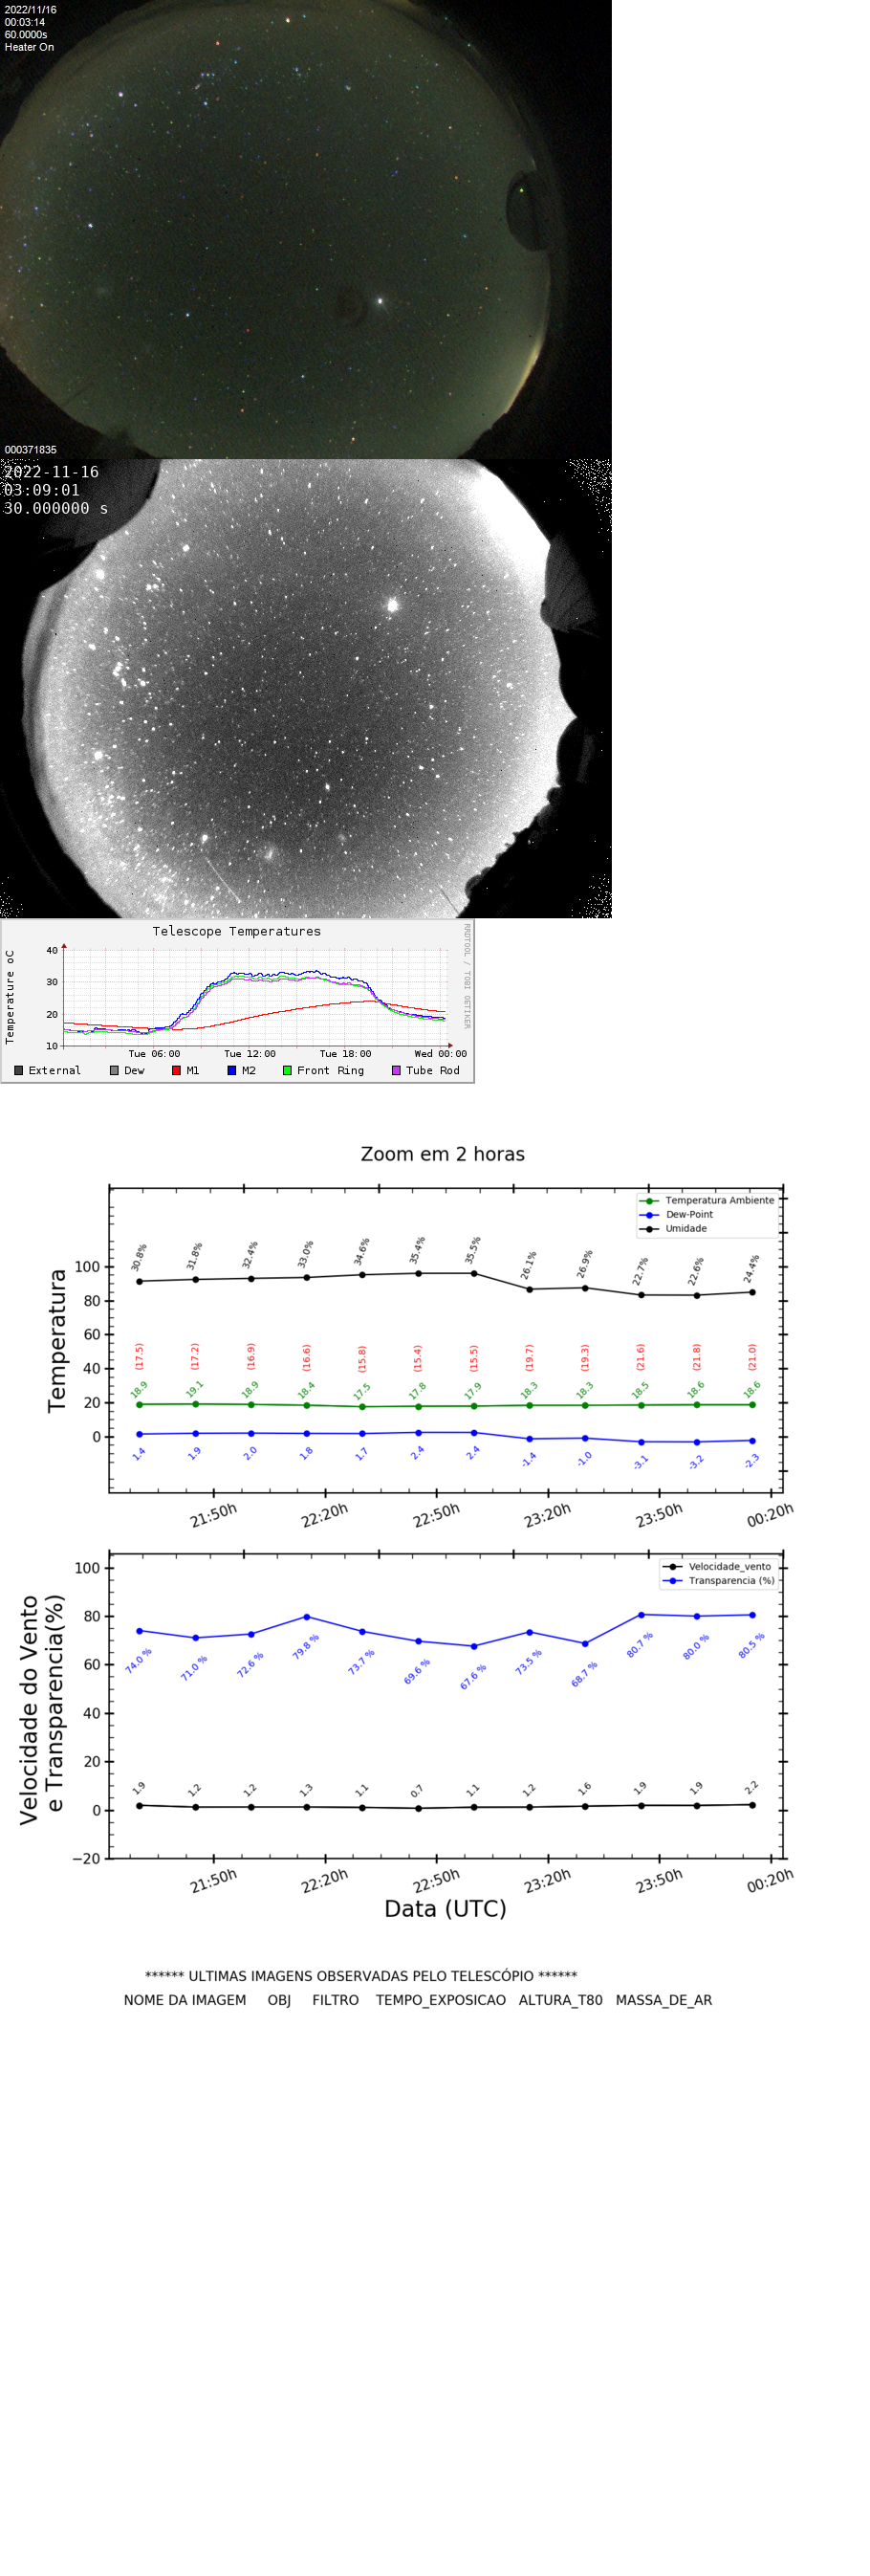 2022/11/16
00:03:14
60.0000s
Heater On
000371835
2022-11-16
03:09:01
30.000000 s
Telescope Temperatures
RRDTOOL / TOBI OETIKER
Temperature oC
40
30
20
10
Tue 06:00 Tue 12:00 Tue 18:00 Wed 00:00
External Dew M1 M2 Front Ring Tube Rod
Zoom em 2 horas
Temperatura Ambiente
Dew-Point
Umidade
Temperatura
100
80
60
40
20
0
30.8% 31.8% 32.4% 33.0% 34.6% 35.4% 35.5% 26.1% 26.9% 22.7% 22.6% 24.4%
(17.5) (17.2) (16.9) (16.6) (15.8) (15.4) (15.5) (19.7) (19.3) (21.6) (21.8) (21.0)
18.9 19.1 18.9 18.4 17.5 17.8 17.9 18.3 18.3 18.5 18.6 18.6
1.4 1.9 2.0 1.8 1.7 2.4 2.4 -1.4 -1.0 -3.1 -3.2 -2.3
21:50h 22:20h 22:50h 23:20h 23:50h 00:20h
Velocidade_vento
Transparencia (%)
Velocidade do Vento
e Transparencia(%)
100
80
60
40
20
0
−20
74.0 % 71.0 % 72.6 % 79.8 % 73.7 % 69.6 % 67.6 % 73.5 % 68.7 % 80.7 % 80.0 % 80.5 %
1.9 1.2 1.2 1.3 1.1 0.7 1.1 1.2 1.6 1.9 1.9 2.2
21:50h 22:20h 22:50h 23:20h 23:50h 00:20h
Data (UTC)
****** ULTIMAS IMAGENS OBSERVADAS PELO TELESCÓPIO ******
NOME DA IMAGEM OBJ FILTRO TEMPO_EXPOSICAO ALTURA_T80 MASSA_DE_AR